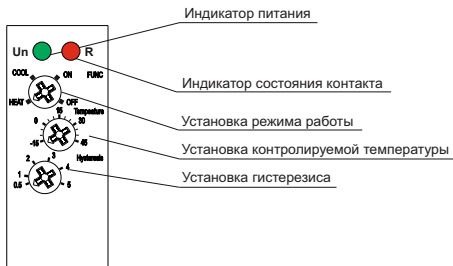 Индикатор питания
Un R
COOL ON FUNC
Индикатор состояния контакта
HEAT OFF
Установка режима работы
15 Temperature
0 30
Установка контролируемой температуры
-15 45
3 Hysteresis
2 4
Установка гистерезиса
1
0.5 5